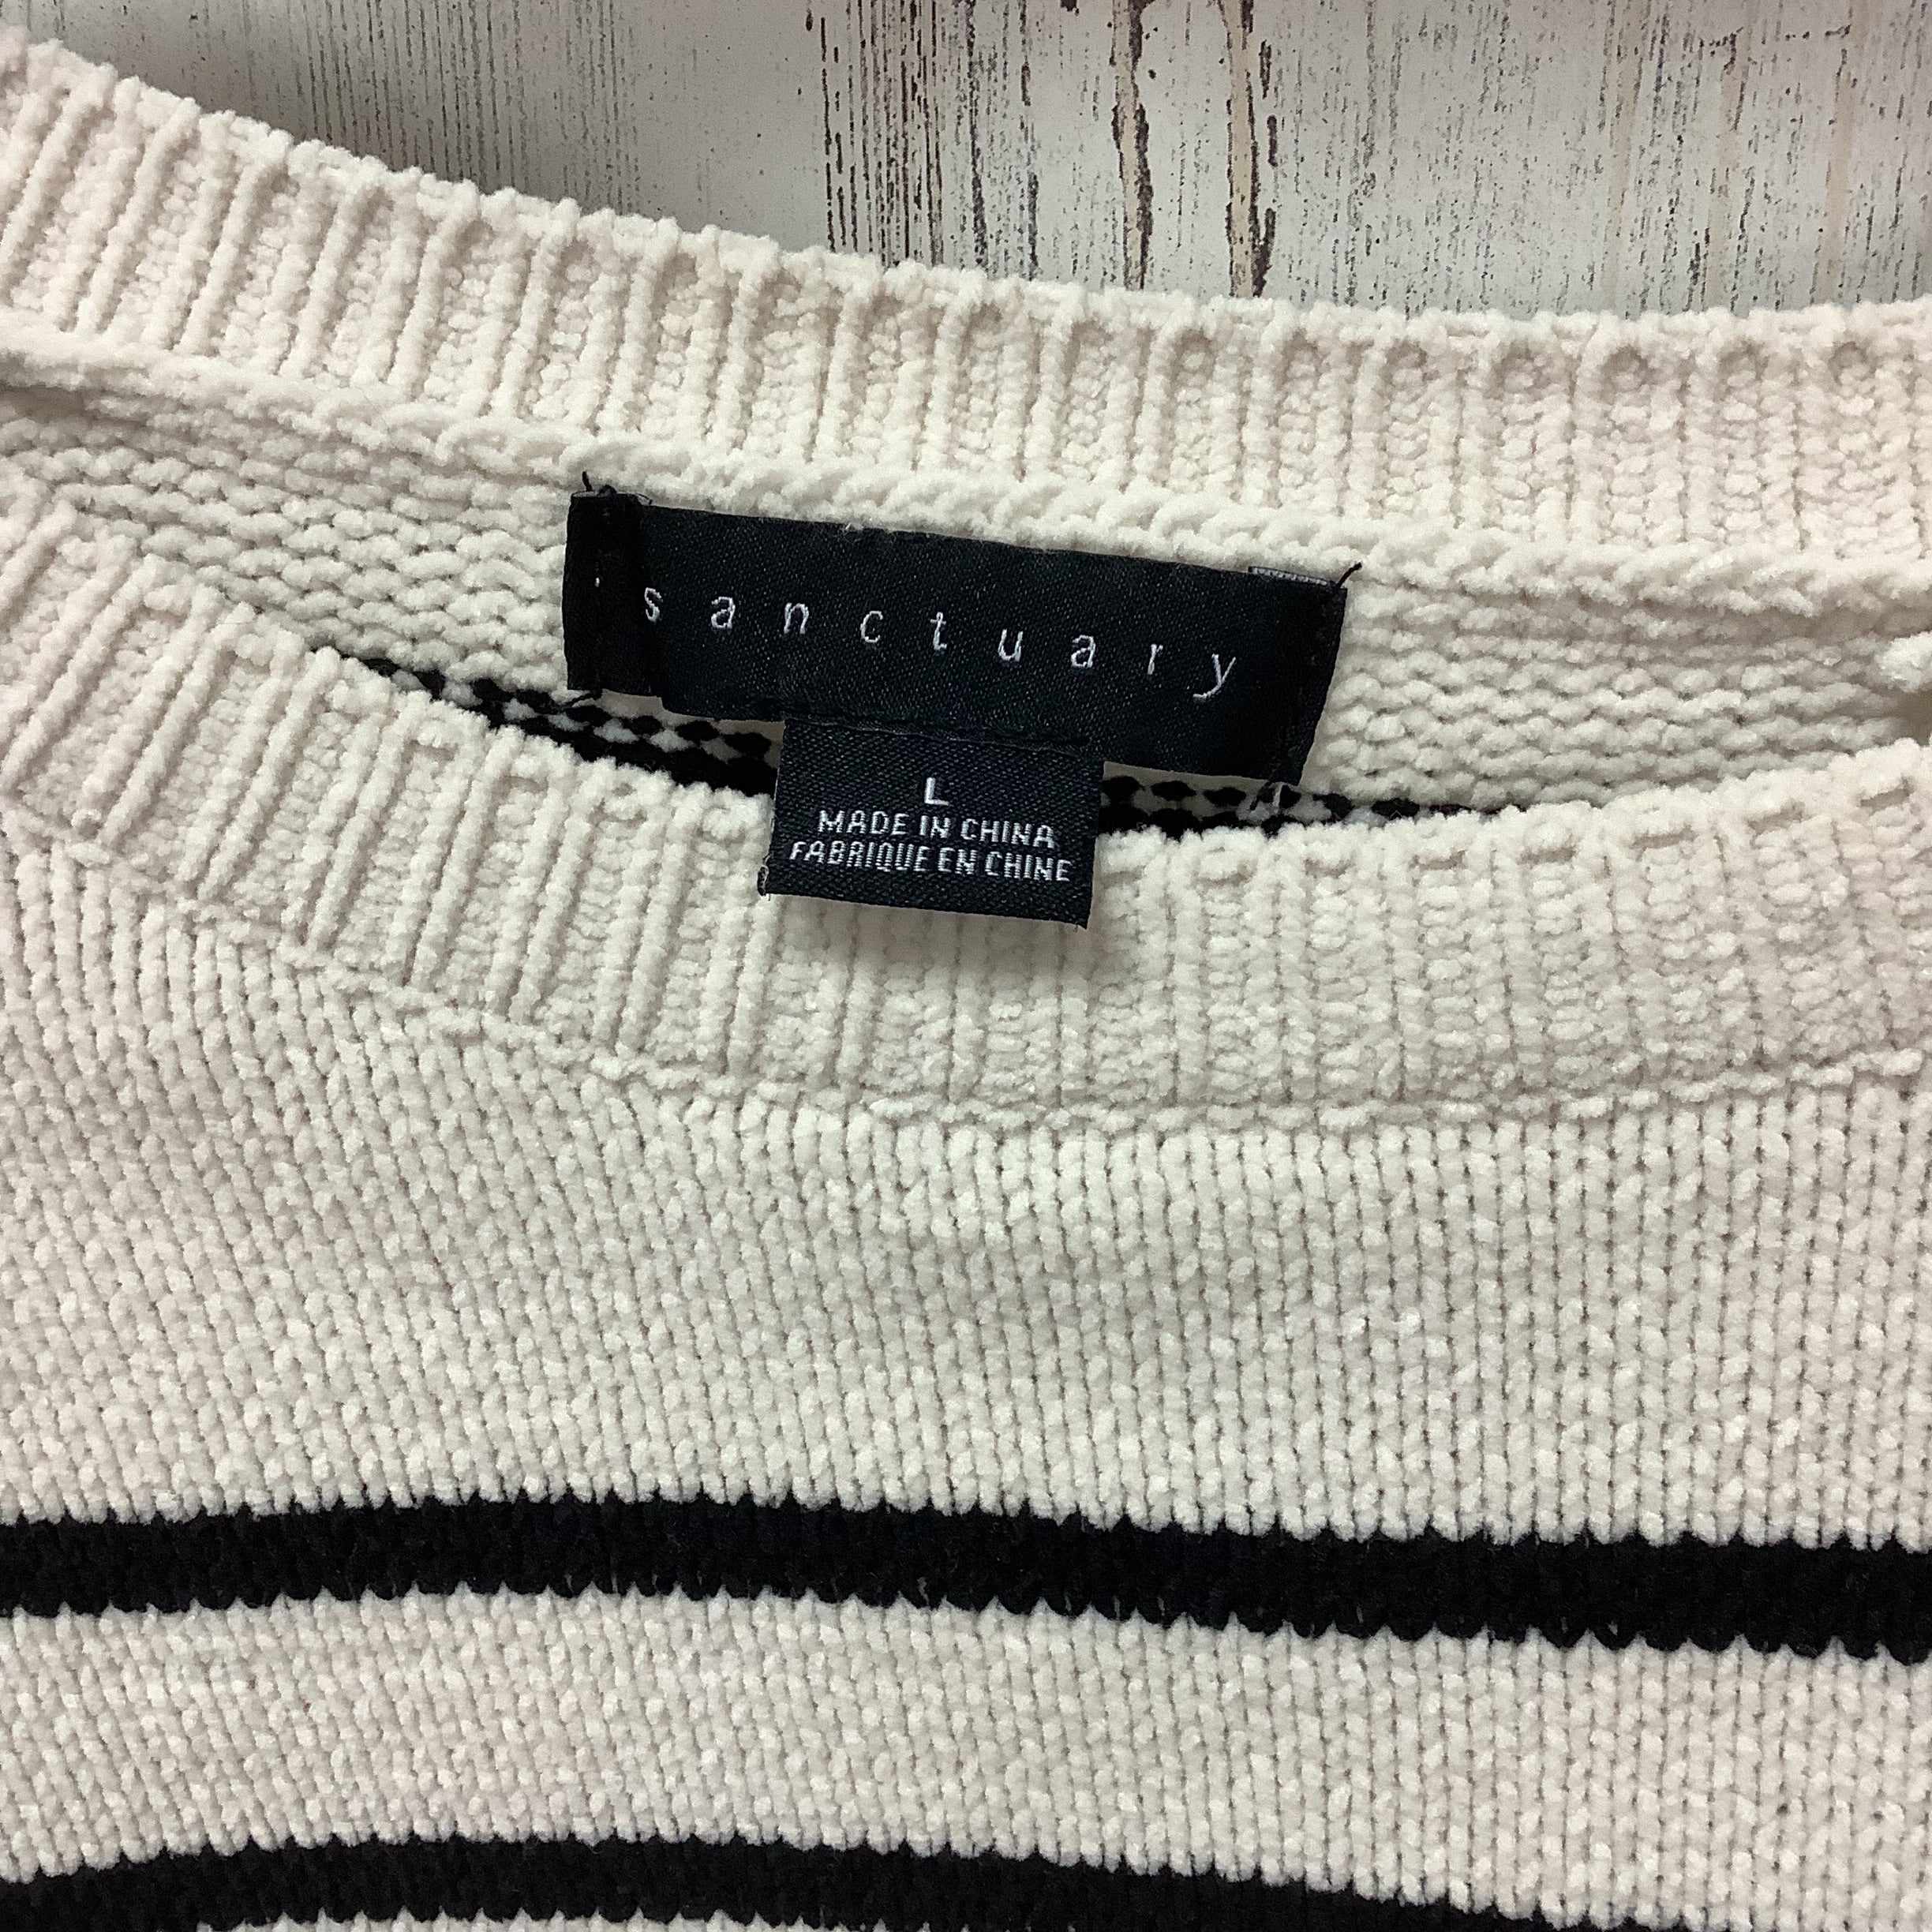 sanctuary
L
MADE IN CHINA
FABRIQUE EN CHINE